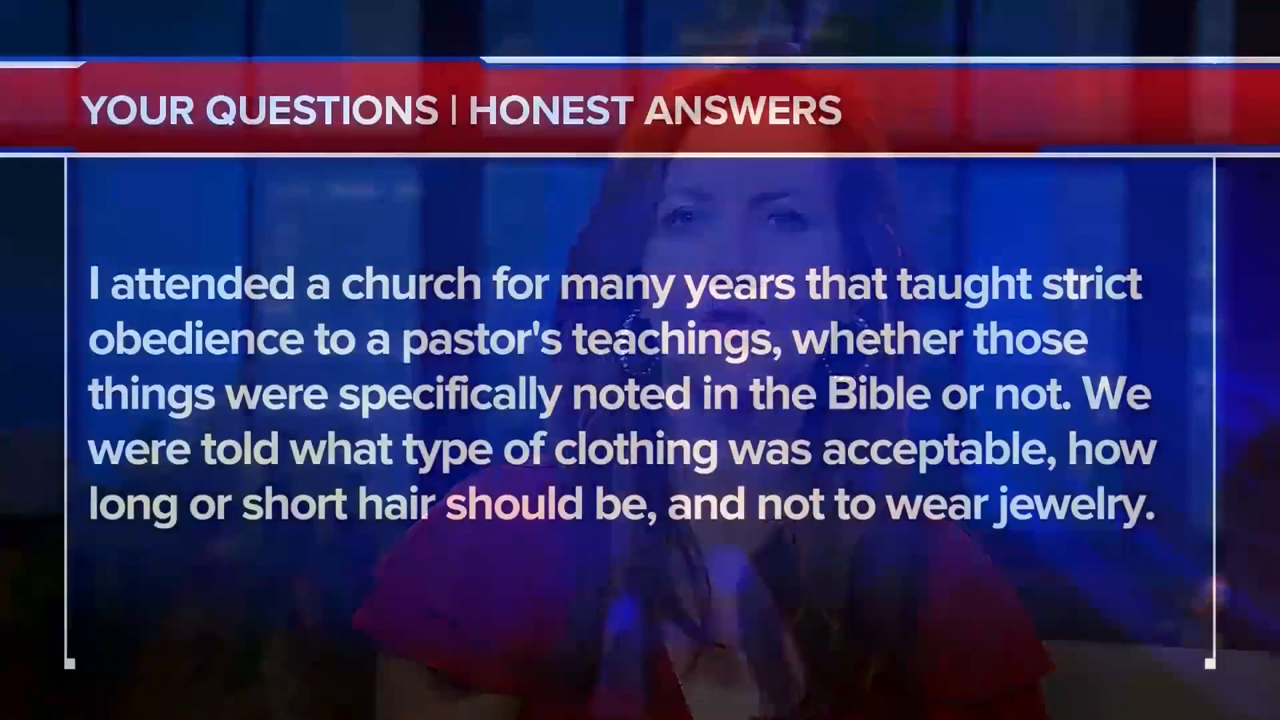 YOUR QUESTIONS | HONEST ANSWERS
I attended a church for many years that taught strict
obedience to a pastor's teachings, whether those
things were specifically noted in the Bible or not. We
were told what type of clothing was acceptable, how
long or short hair should be, and not to wear jewelry.